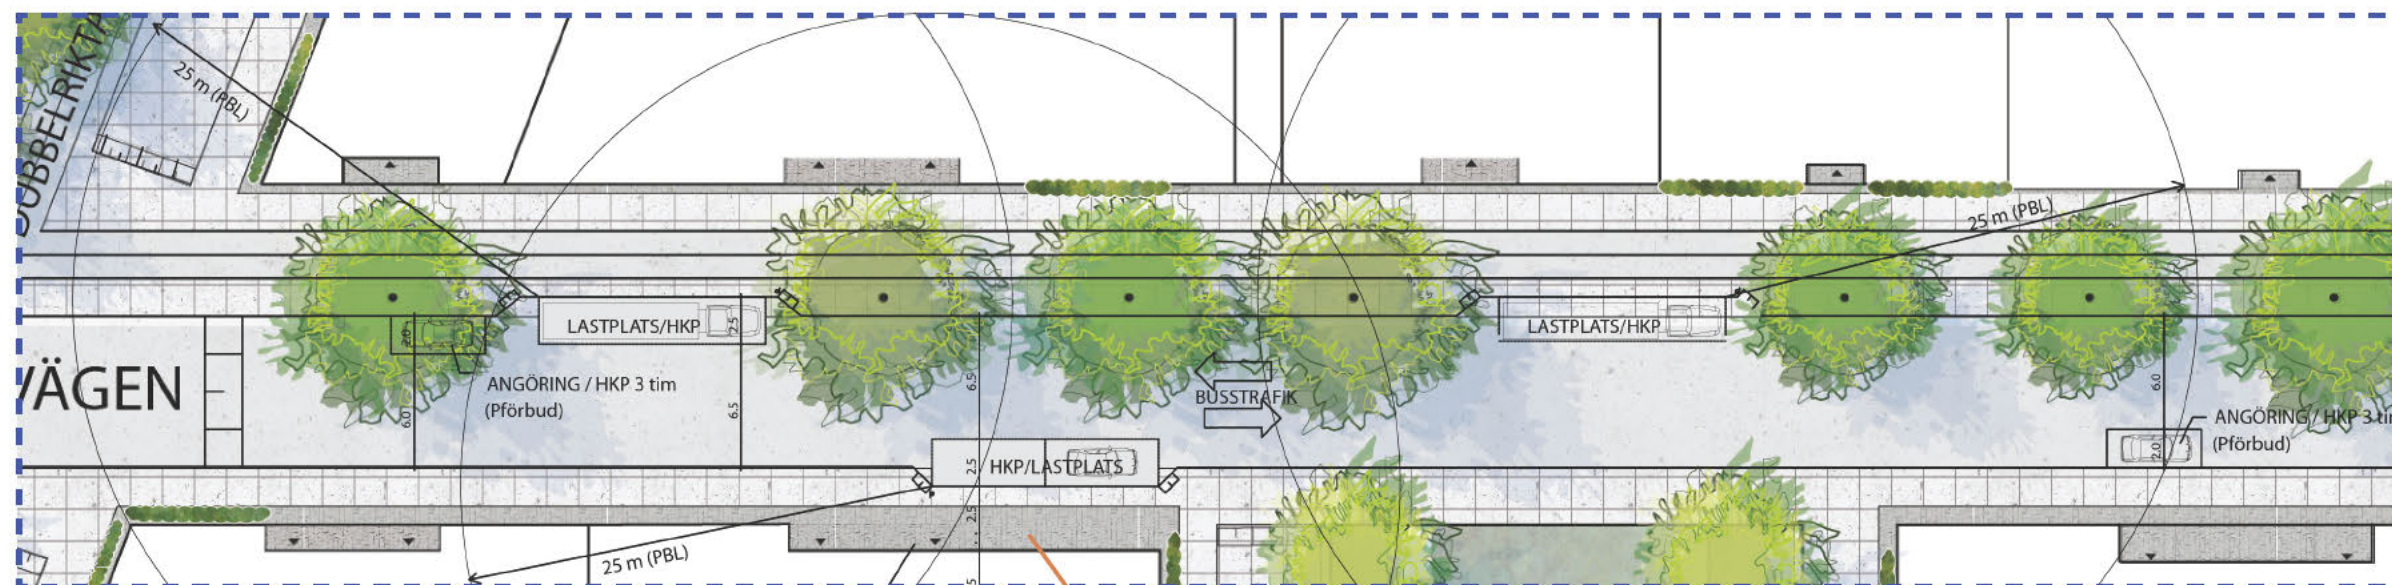 25 m (PBL)
25 m (PBL)
LASTPLATS/HKP
2.5
2.0
LASTPLATS/HKP
VÄGEN
ANGÖRING / HKP 3 tim
(Pförbud)
6.0
6.5
6.5
BUSSTRAFIK
6.0
ANGÖRING / HKP 3 ti
(Pförbud)
2.0
HKP/LASTPLATS
2.5
2.5
25 m (PBL)